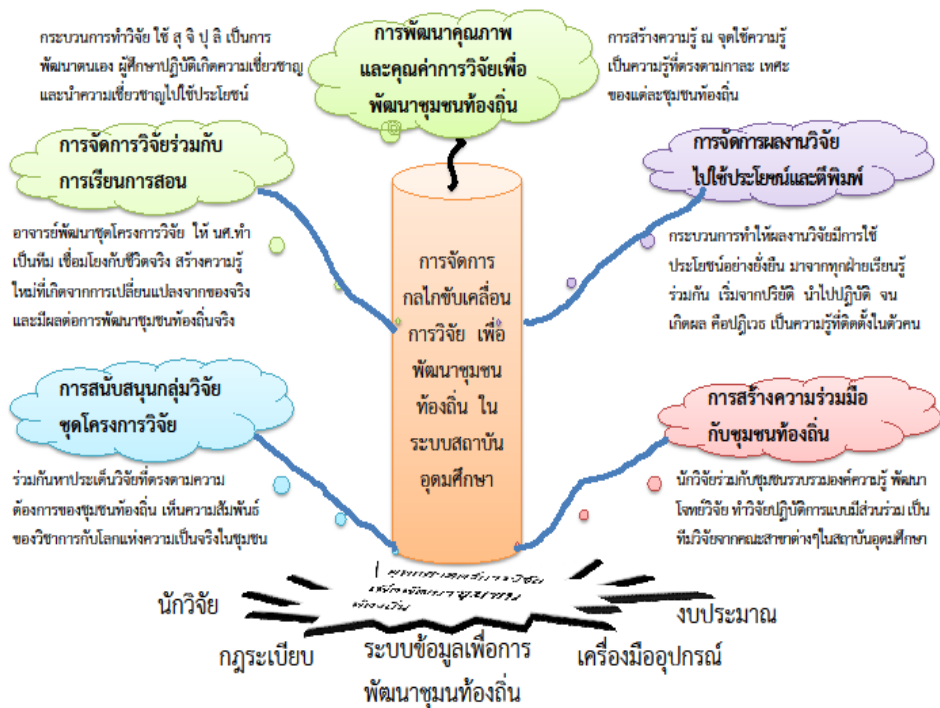 กระบวนการทำวิจัย ใช้ สุ จิ ปุ ลิ เป็นการ
พัฒนาตนเอง ผู้ศึกษาปฏิบัติเกิดความเชี่ยวชาญ
และนำความเชี่ยวชาญไปใช้ประโยชน์
การพัฒนาคุณภาพ
และคุณค่าการวิจัยเพื่อ
พัฒนาชุมชนท้องถิ่น
การสร้างความรู้ ณ จุดใช้ความรู้
เป็นความรู้ที่ตรงตามกาละ เทศะ
ของแต่ละชุมชนท้องถิ่น
การจัดการวิจัยร่วมกับ
การเรียนการสอน
การจัดการผลงานวิจัย
ไปใช้ประโยชน์และตีพิมพ์
อาจารย์พัฒนาชุดโครงการวิจัย ให้ นศ.ทำ
เป็นทีม เชื่อมโยงกับชีวิตจริง สร้างความรู้
ใหม่ที่เกิดจากการเปลี่ยนแปลงจากของจริง
และมีผลต่อการพัฒนาชุมชนท้องถิ่นจริง
การจัดการ
กลไกขับเคลื่อน
การวิจัย เพื่อ
พัฒนาชุมชน
ท้องถิ่น ใน
ระบบสถาบัน
อุดมศึกษา
กระบวนการทำให้ผลงานวิจัยมีการใช้
ประโยชน์อย่างยั่งยืน มาจากทุกฝ่ายเรียนรู้
ร่วมกัน เริ่มจากปริยัติ นำไปปฏิบัติ จน
เกิดผล คือปฏิเวธ เป็นความรู้ที่ติดตั้งในตัวคน
การสนับสนุนกลุ่มวิจัย
ชุดโครงการวิจัย
การสร้างความร่วมมือ
กับชุมชนท้องถิ่น
ร่วมกันหาประเด็นวิจัยที่ตรงตามความ
ต้องการของชุมชนท้องถิ่น เห็นความสัมพันธ์
ของวิชาการกับโลกแห่งความเป็นจริงในชุมชน
นักวิจัยร่วมกับชุมชนรวบรวมองค์ความรู้ พัฒนา
โจทย์วิจัย ทำวิจัยปฏิบัติการแบบมีส่วนร่วม เป็น
ทีมวิจัยจากคณะสาขาต่างๆในสถาบันอุดมศึกษา
ยุทธศาสตร์การวิจัย
เพื่อพัฒนาชุมชน
ท้องถิ่น
นักวิจัย
งบประมาณ
กฎระเบียบ
ระบบข้อมูลเพื่อการ
พัฒนาชุมนท้องถิ่น
เครื่องมืออุปกรณ์